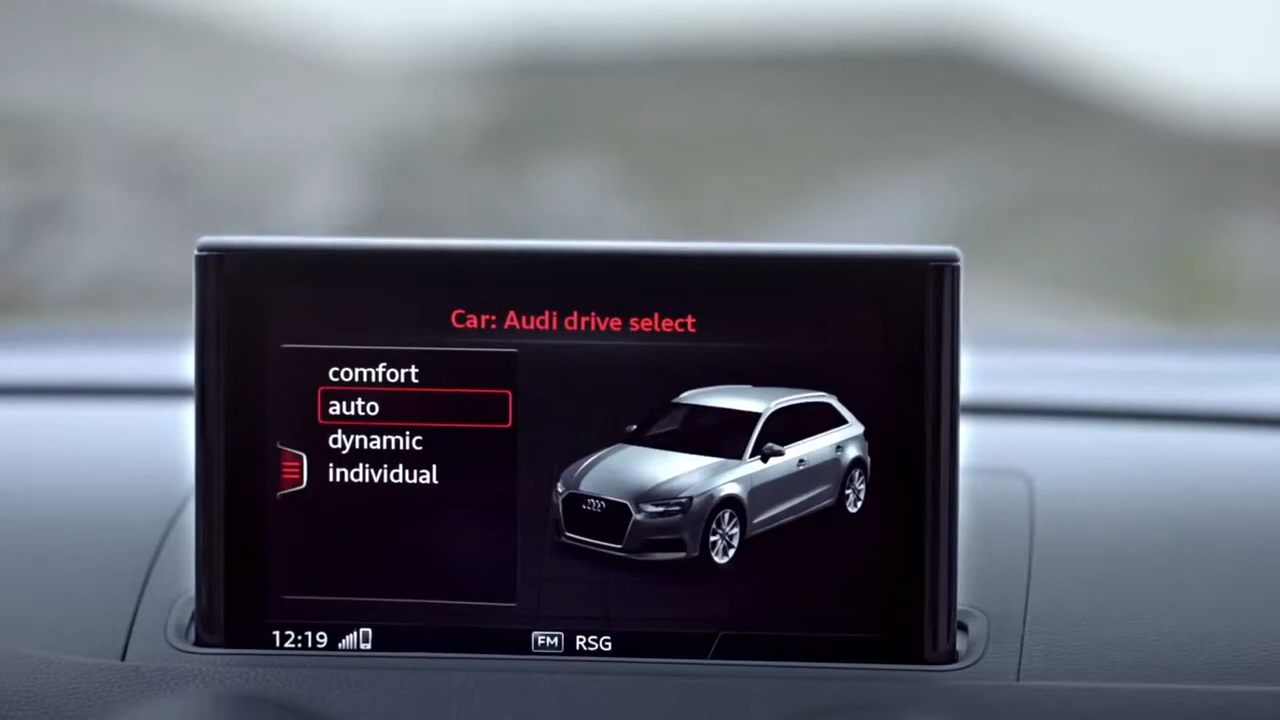 Car: Audi drive select
comfort
auto
dynamic
individual
12:19
FM RSG